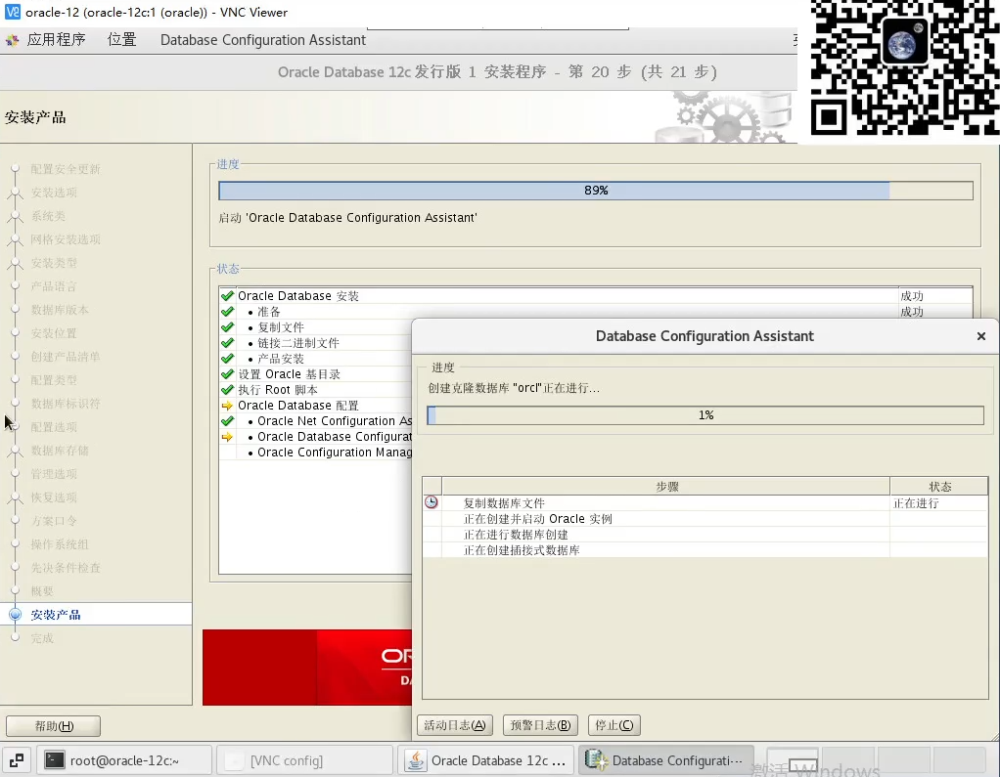 oracle-12 (oracle-12c:1 (oracle)) - VNC Viewer
应用程序 位置 Database Configuration Assistant
Oracle Database 12c 发行版 1 安装程序 - 第 20 步 (共 21 步)
安装产品
配置安全更新
安装选项
系统类
网格安装选项
安装类型
产品语言
数据库版本
安装位置
创建产品清单
配置类型
数据库标识符
配置选项
数据库存储
管理选项
恢复选项
方案口令
操作系统组
先决条件检查
概要
安装产品
完成
进度
89%
启动 'Oracle Database Configuration Assistant'
状态
Oracle Database 安装 成功
• 准备 成功
• 复制文件
• 链接二进制文件
• 产品安装
设置 Oracle 基目录
执行 Root 脚本
Oracle Database 配置
• Oracle Net Configuration As
• Oracle Database Configurat
• Oracle Configuration Manag
Database Configuration Assistant
进度
创建克隆数据库 "orcl"正在进行...
1%
步骤 状态
复制数据库文件 正在进行
正在创建并启动 Oracle 实例
正在进行数据库创建
正在创建插接式数据库
活动日志(A) 预警日志(B) 停止(C)
帮助(H)
root@oracle-12c:~ [VNC config] Oracle Database 12c ... Database Configurati...
激活 Windows